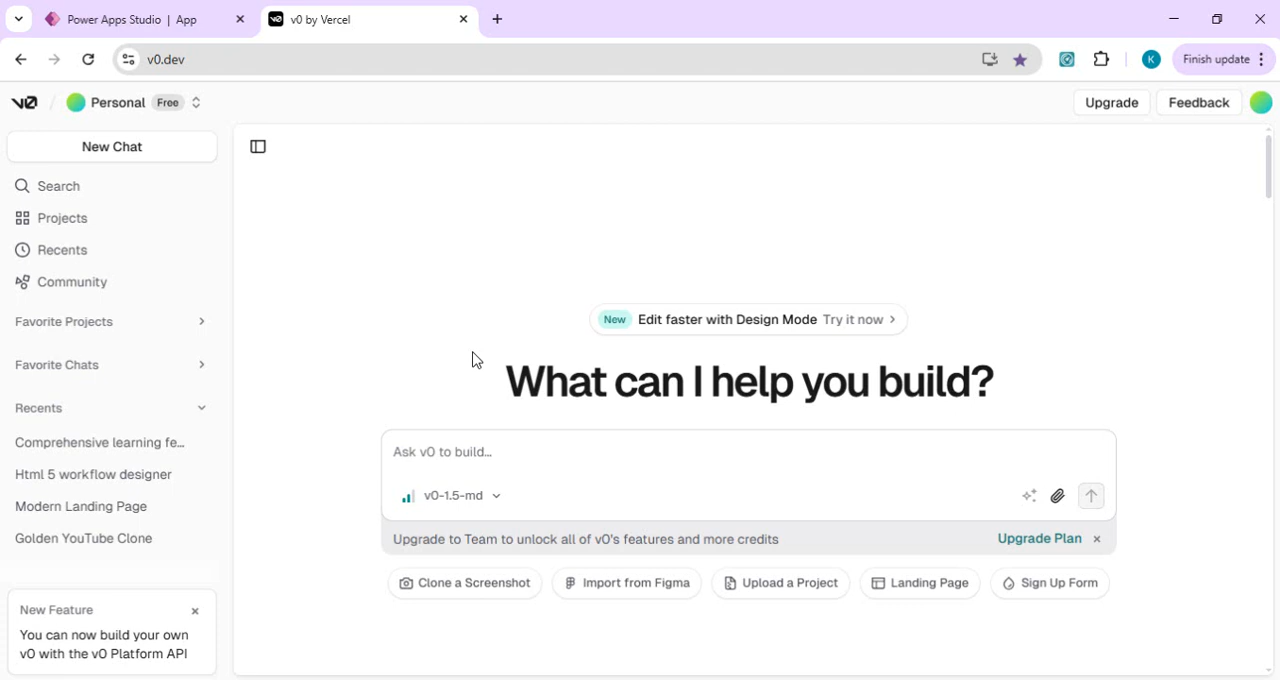 Power Apps Studio | App
v0 by Vercel
v0.dev
K
Finish update
v0
Personal Free
Upgrade
Feedback
New Chat
Search
Projects
Recents
Community
Favorite Projects
Favorite Chats
Recents
Comprehensive learning fe...
Html 5 workflow designer
Modern Landing Page
Golden YouTube Clone
New Feature
You can now build your own
v0 with the v0 Platform API
New Edit faster with Design Mode Try it now
What can I help you build?
Ask v0 to build...
v0-1.5-md
Upgrade to Team to unlock all of v0's features and more credits
Upgrade Plan
Clone a Screenshot
Import from Figma
Upload a Project
Landing Page
Sign Up Form